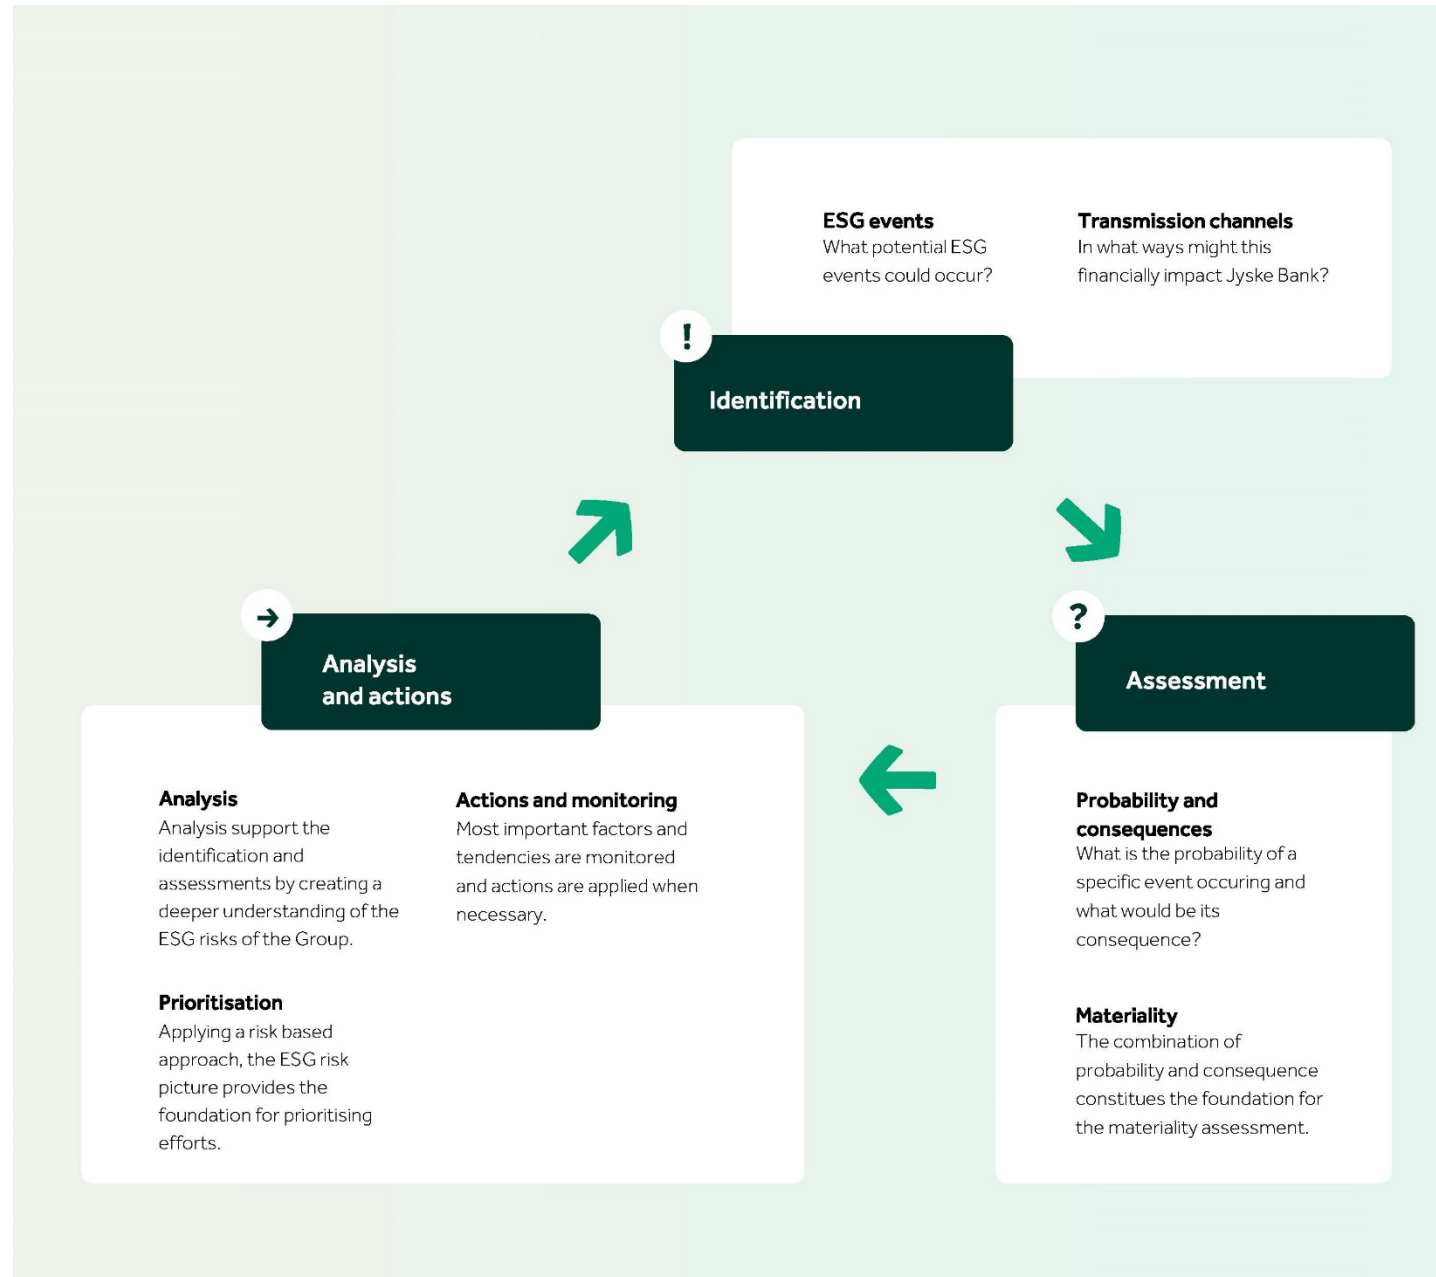 ESG events
What potential ESG
events could occur?
Transmission channels
In what ways might this
financially impact Jyske Bank?
!
Identification
?
Assessment
Probability and
consequences
What is the probability of a
specific event occuring and
what would be its
consequence?
Materiality
The combination of
probability and consequence
constitues the foundation for
the materiality assessment.
Analysis
and actions
Analysis
Analysis support the
identification and
assessments by creating a
deeper understanding of the
ESG risks of the Group.
Prioritisation
Applying a risk based
approach, the ESG risk
picture provides the
foundation for prioritising
efforts.
Actions and monitoring
Most important factors and
tendencies are monitored
and actions are applied when
necessary.